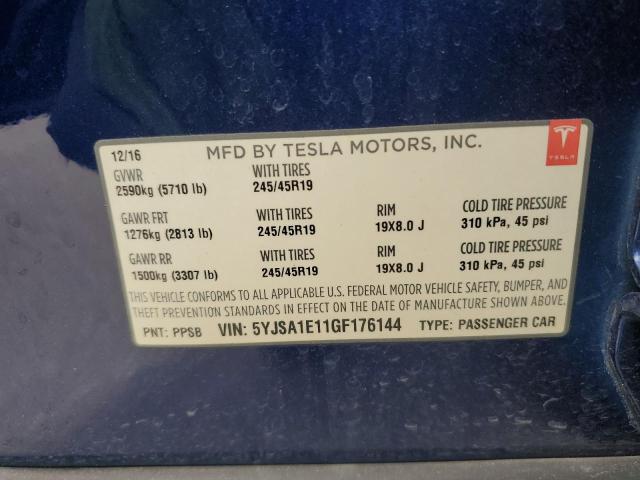 12/16 MFD BY TESLA MOTORS, INC.
TESLA
GVWR WITH TIRES
2590kg (5710 lb) 245/45R19
GAWR FRT WITH TIRES RIM COLD TIRE PRESSURE
1276kg (2813 lb) 245/45R19 19X8.0 J 310 kPa, 45 psi
GAWR RR WITH TIRES RIM COLD TIRE PRESSURE
1500kg (3307 lb) 245/45R19 19X8.0 J 310 kPa, 45 psi
THIS VEHICLE CONFORMS TO ALL APPLICABLE U.S. FEDERAL MOTOR VEHICLE SAFETY, BUMPER, AND
THEFT PREVENTION STANDARDS IN EFFECT ON THE DATE OF MANUFACTURE SHOWN ABOVE.
PNT: PPSB VIN: 5YJSA1E11GF176144 TYPE: PASSENGER CAR